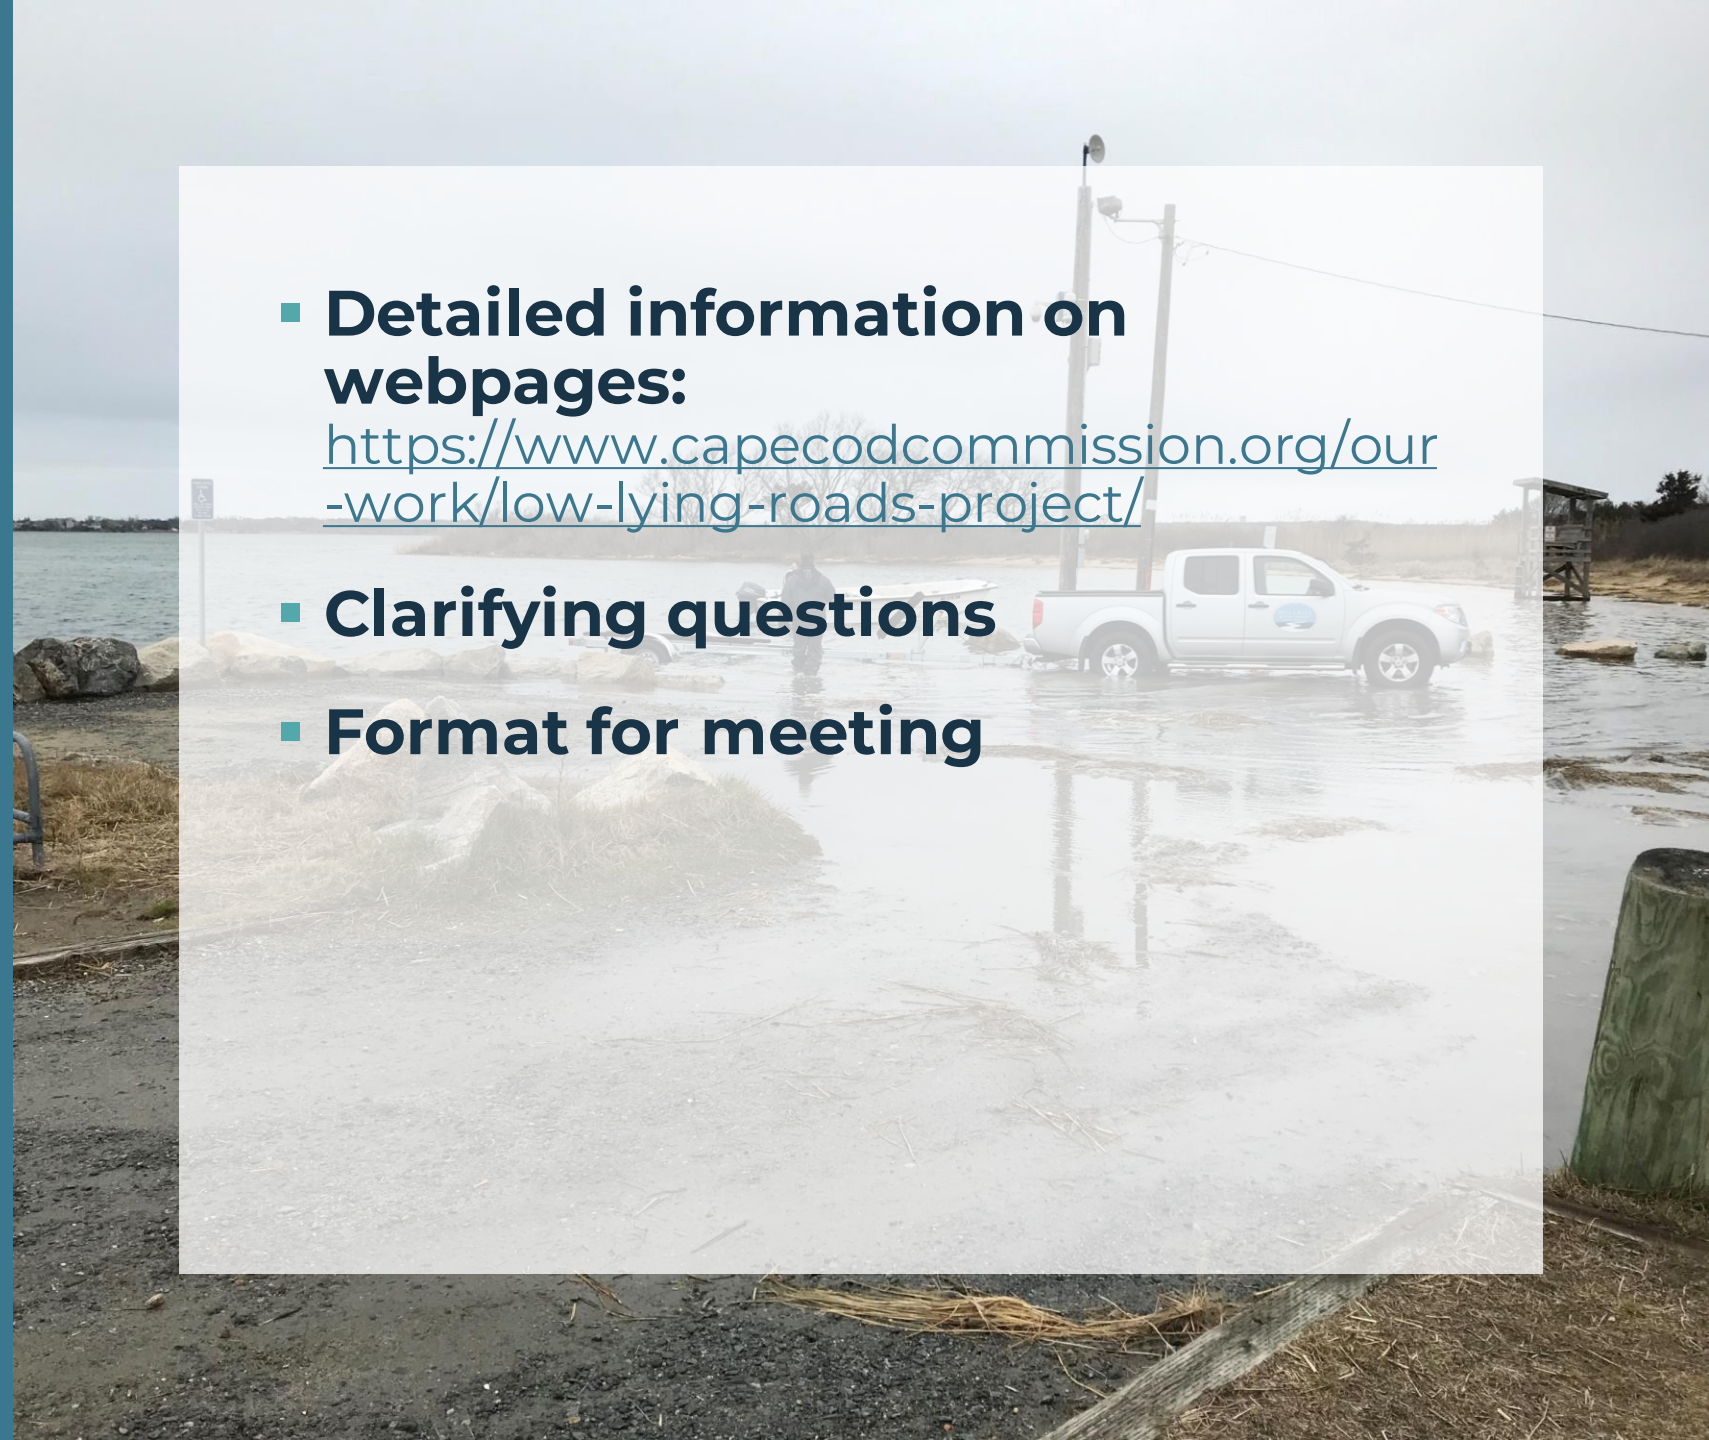 Detailed information on
webpages:
https://www.capecodcommission.org/our
-work/low-lying-roads-project/
Clarifying questions
Format for meeting